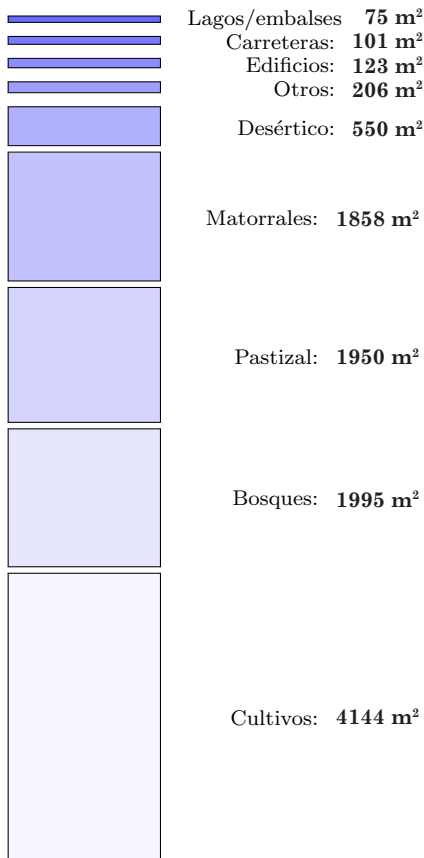 Lagos/embalses 75 m²
Carreteras: 101 m²
Edificios: 123 m²
Otros: 206 m²
Desértico: 550 m²
Matorrales: 1858 m²
Pastizal: 1950 m²
Bosques: 1995 m²
Cultivos: 4144 m²